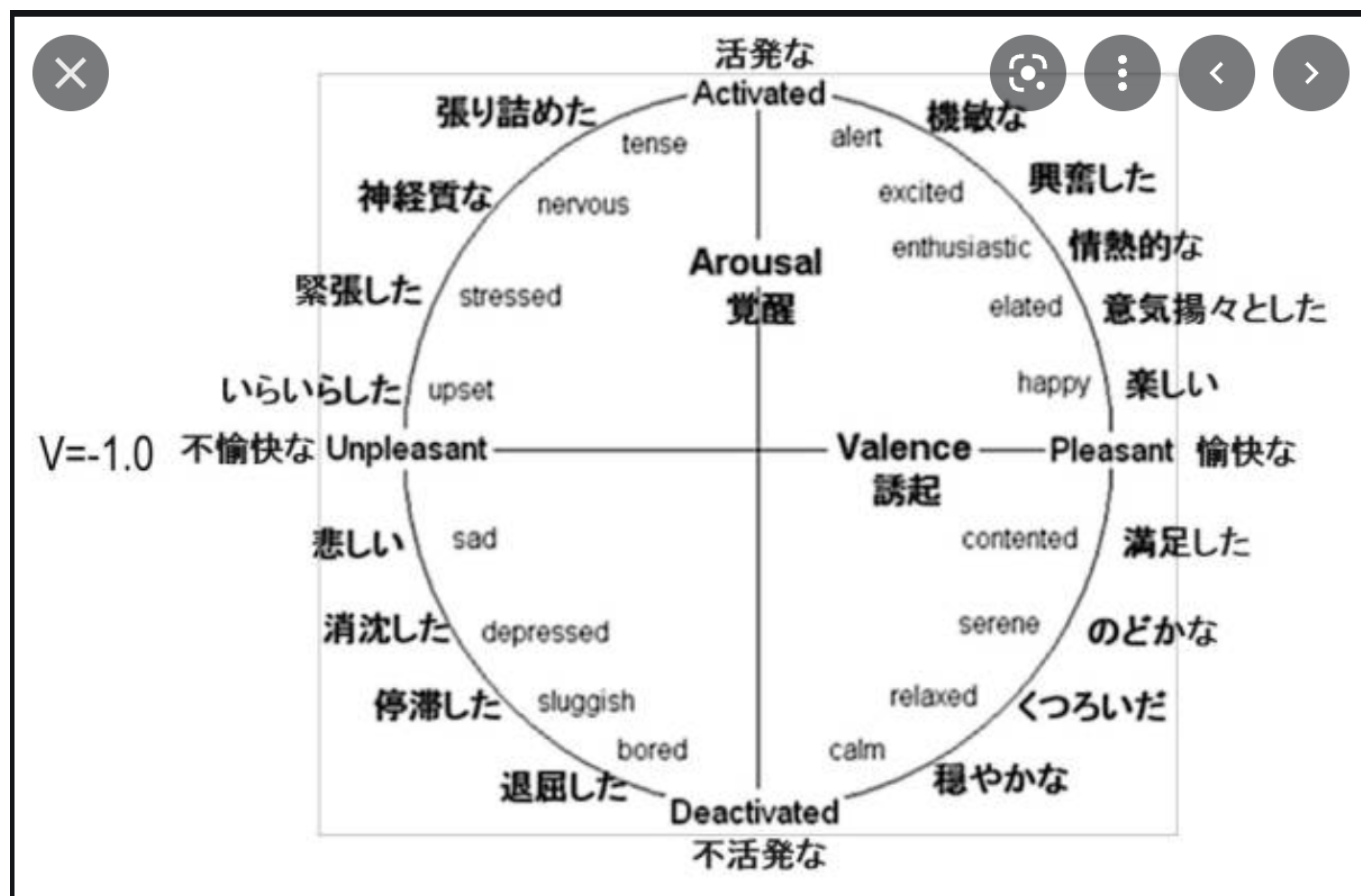 活発な
Activated
張り詰めた
tense
alert
機敏な
神経質な
nervous
excited
興奮した
enthusiastic
情熱的な
Arousal
覚醒
緊張した
stressed
elated
意気揚々とした
いらいらした
upset
happy
楽しい
V=-1.0
不愉快な Unpleasant
Valence
誘起
Pleasant 愉快な
悲しい
sad
contented
満足した
消沈した
depressed
serene
のどかな
停滞した
sluggish
relaxed
くつろいだ
退屈した
bored
calm
穏やかな
Deactivated
不活発な